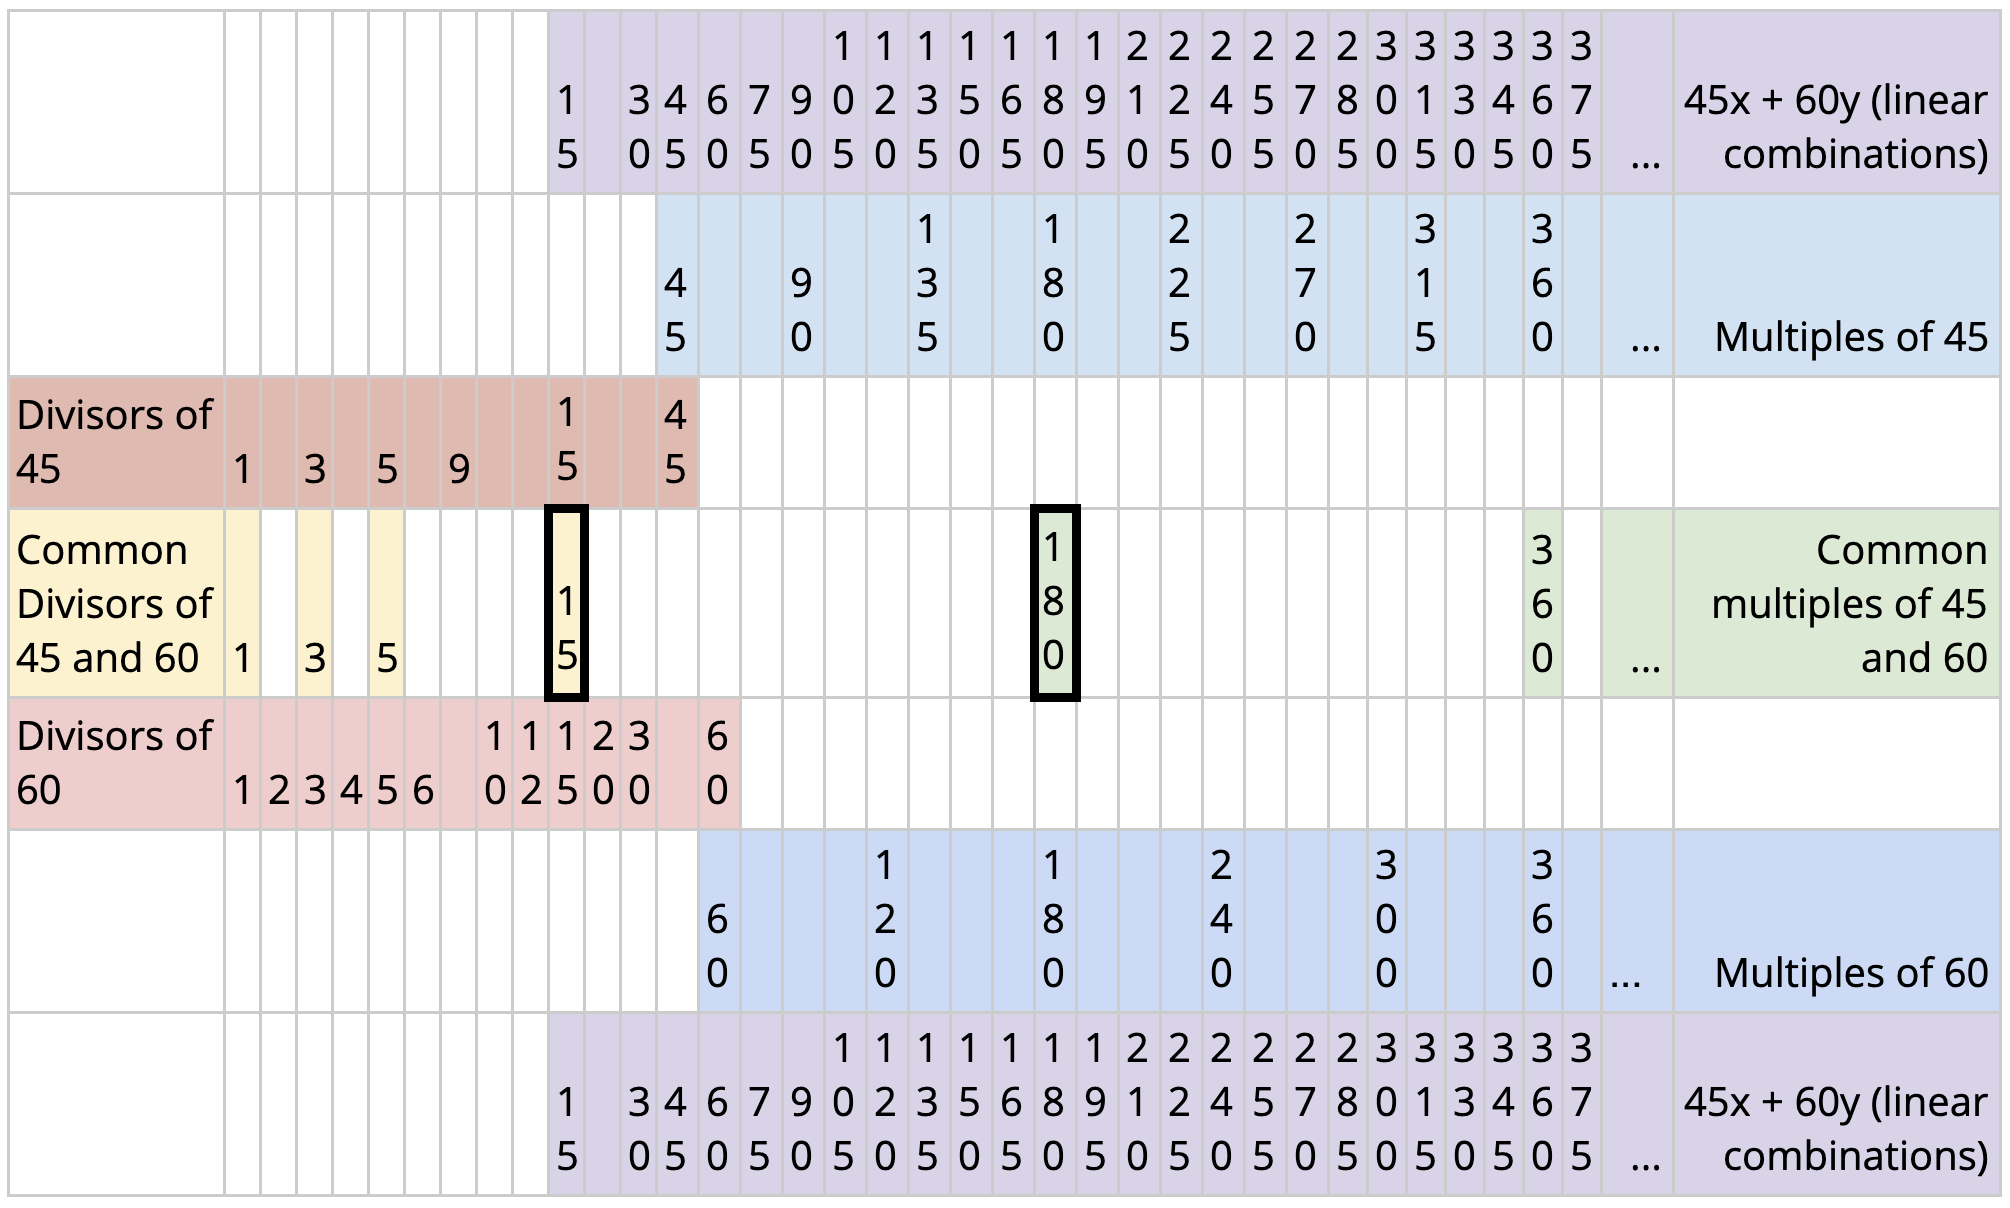 15 30 45 60 75 90 105 120 135 150 165 180 195 210 225 240 255 270 285 300 315 330 345 360 375 ... 45x + 60y (linear
combinations)
45 90 135 180 225 270 315 360 ... Multiples of 45
Divisors of
45 1 3 5 9 15 45
Common
Divisors of
45 and 60 1 3 5 15 180 360 ... Common
multiples of 45
and 60
Divisors of
60 1 2 3 4 5 6 10 12 15 20 30 60
60 120 180 240 300 360 ... Multiples of 60
15 30 45 60 75 90 105 120 135 150 165 180 195 210 225 240 255 270 285 300 315 330 345 360 375 ... 45x + 60y (linear
combinations)